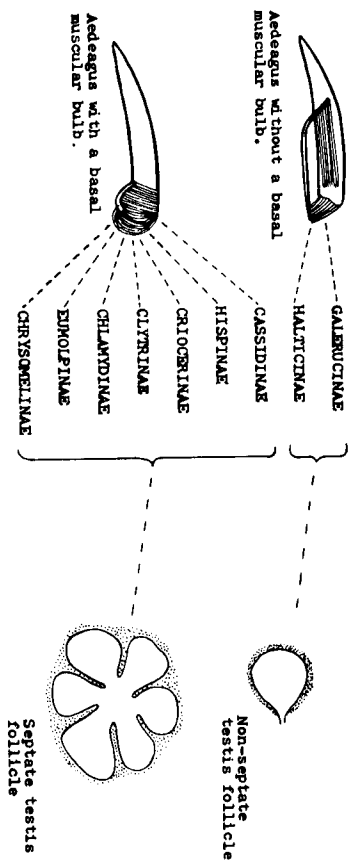 Aedeagus without a basal
muscular bulb.
GALERUCINAE
HALTICINAE
Non-septate
testis follicle
Aedeagus with a basal
muscular bulb.
CASSIDINAE
HISPINAE
CRIOCERINAE
CLYTRINAE
CHLAMYDINAE
EUMOLPINAE
CHRYSOMELINAE
Septate testis
follicle